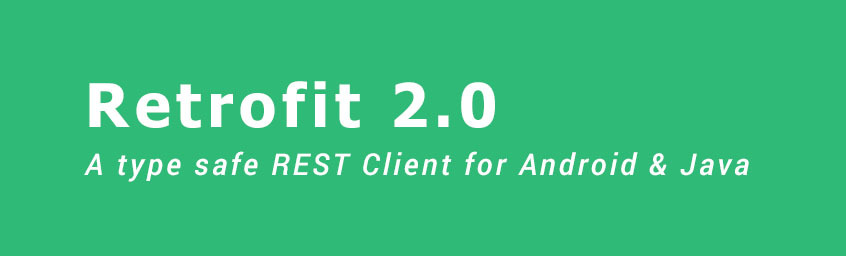 Retrofit 2.0
A type safe REST Client for Android & Java